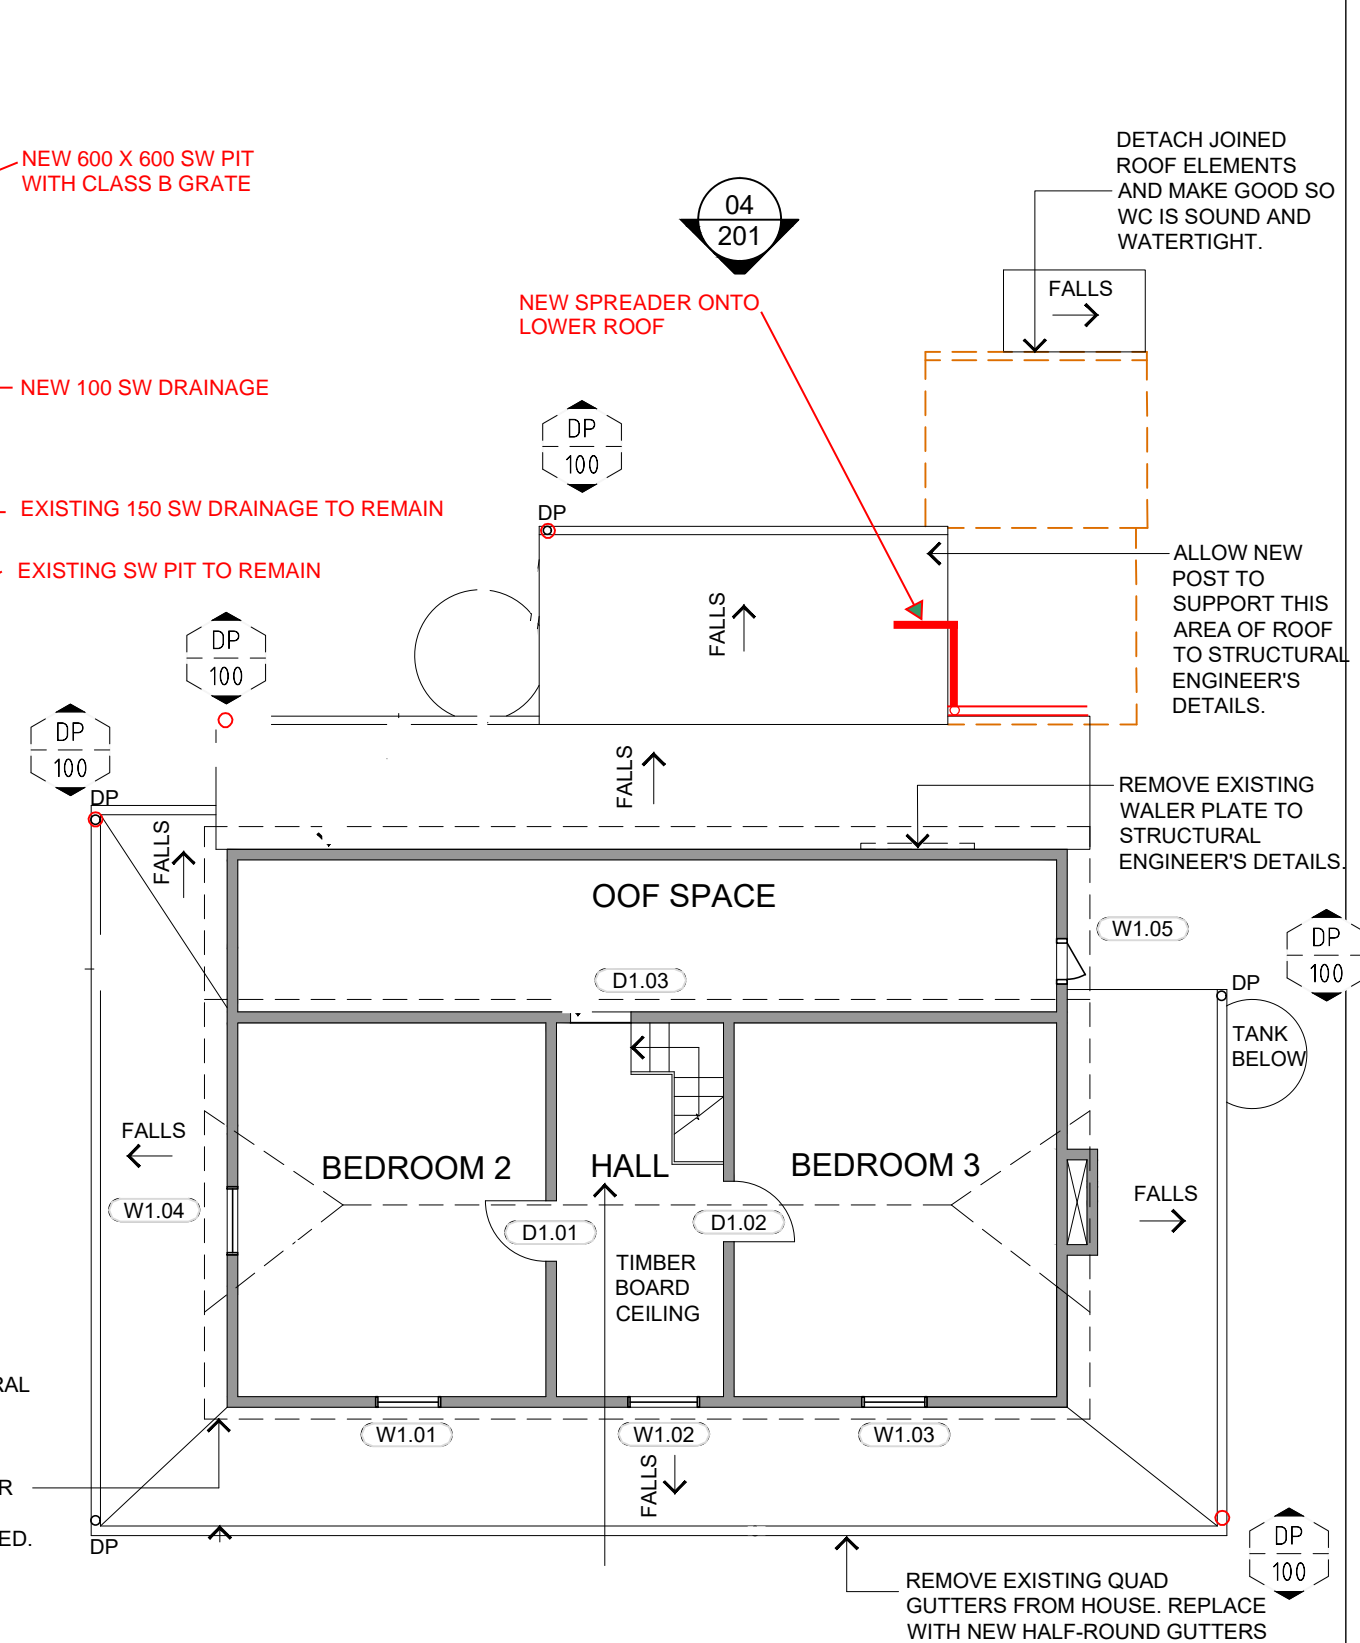 NEW 600 X 600 SW PIT
WITH CLASS B GRATE
DETACH JOINED
ROOF ELEMENTS
AND MAKE GOOD SO
WC IS SOUND AND
WATERTIGHT.
04
201
NEW SPREADER ONTO
LOWER ROOF
FALLS
NEW 100 SW DRAINAGE
DP
100
EXISTING 150 SW DRAINAGE TO REMAIN
DP
EXISTING SW PIT TO REMAIN
ALLOW NEW
POST TO
SUPPORT THIS
AREA OF ROOF
TO STRUCTURAL
ENGINEER'S
DETAILS.
FALLS
DP
100
DP
100
DP
FALLS
FALLS
REMOVE EXISTING
WALER PLATE TO
STRUCTURAL
ENGINEER'S DETAILS.
OOF SPACE
W1.05
DP
100
D1.03
DP
TANK
BELOW
FALLS
BEDROOM 2
HALL
BEDROOM 3
W1.04
D1.01
D1.02
FALLS
TIMBER
BOARD
CEILING
RAL
W1.01
W1.02
W1.03
FALLS
R
ED.
DP
DP
100
REMOVE EXISTING QUAD
GUTTERS FROM HOUSE. REPLACE
WITH NEW HALF-ROUND GUTTERS